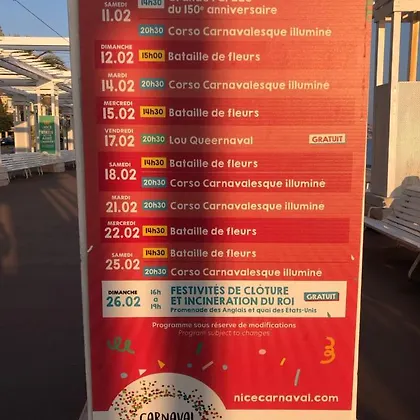 SAMEDI
11.02
14h30
du 150e anniversaire
20h30 Corso Carnavalesque illuminé
DIMANCHE
12.02 15h00 Bataille de fleurs
MARDI
14.02 20h30 Corso Carnavalesque illuminé
MERCREDI
15.02 14h30 Bataille de fleurs
VENDREDI
17.02 20h30 Lou Queernaval GRATUIT
SAMEDI
18.02
14h30 Bataille de fleurs
20h30 Corso Carnavalesque illuminé
MARDI
21.02 20h30 Corso Carnavalesque illuminé
MERCREDI
22.02 14h30 Bataille de fleurs
SAMEDI
25.02
14h30 Bataille de fleurs
20h30 Corso Carnavalesque illuminé
DIMANCHE
26.02
16h
à
19h
FESTIVITÉS DE CLÔTURE
ET INCINÉRATION DU ROI GRATUIT
Promenade des Anglais et quai des Etats-Unis
Programme sous réserve de modifications
Program subject to changes
nicecarnaval.com
CARNAVAL